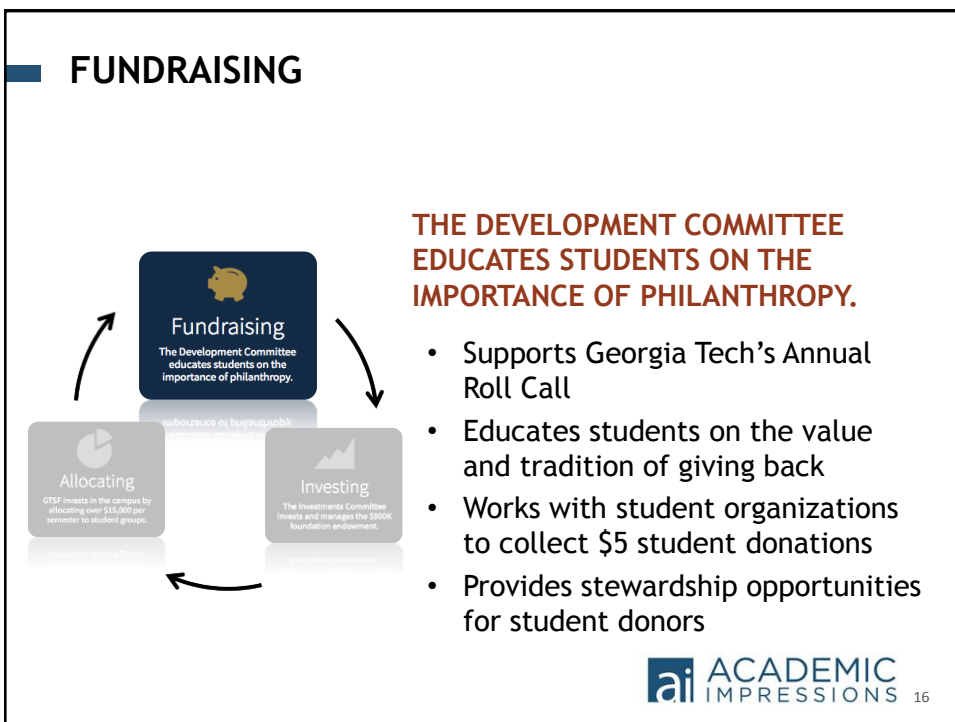 FUNDRAISING
Fundraising
The Development Committee
educates students on the
importance of philanthropy.
Allocating
GTSF invests in the campus by
allocating over $15,000 per
semester to student groups.
Investing
The Investments Committee
invests and manages the $900K
foundation endowment.
THE DEVELOPMENT COMMITTEE
EDUCATES STUDENTS ON THE
IMPORTANCE OF PHILANTHROPY.
• Supports Georgia Tech’s Annual
Roll Call
• Educates students on the value
and tradition of giving back
• Works with student organizations
to collect $5 student donations
• Provides stewardship opportunities
for student donors
ai ACADEMIC
IMPRESSIONS
16